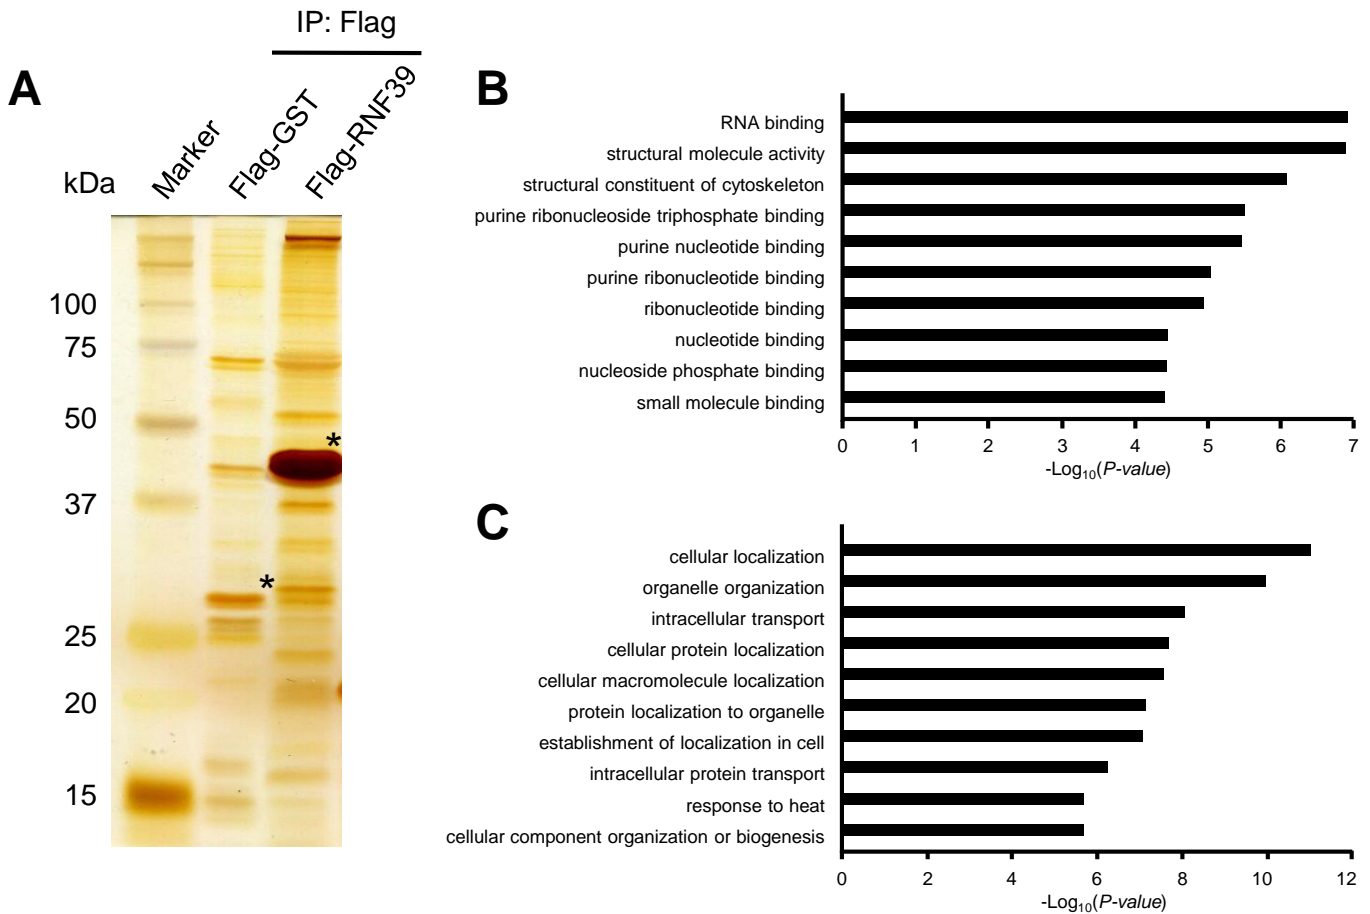 IP: Flag
A
kDa
Marker
Flag-GST
Flag-RNF39
100
75
50
37
25
20
15
*
*
B
RNA binding
structural molecule activity
structural constituent of cytoskeleton
purine ribonucleoside triphosphate binding
purine nucleotide binding
purine ribonucleotide binding
ribonucleotide binding
nucleotide binding
nucleoside phosphate binding
small molecule binding
0 1 2 3 4 5 6 7
-Log10(P-value)
C
cellular localization
organelle organization
intracellular transport
cellular protein localization
cellular macromolecule localization
protein localization to organelle
establishment of localization in cell
intracellular protein transport
response to heat
cellular component organization or biogenesis
0 2 4 6 8 10 12
-Log10(P-value)